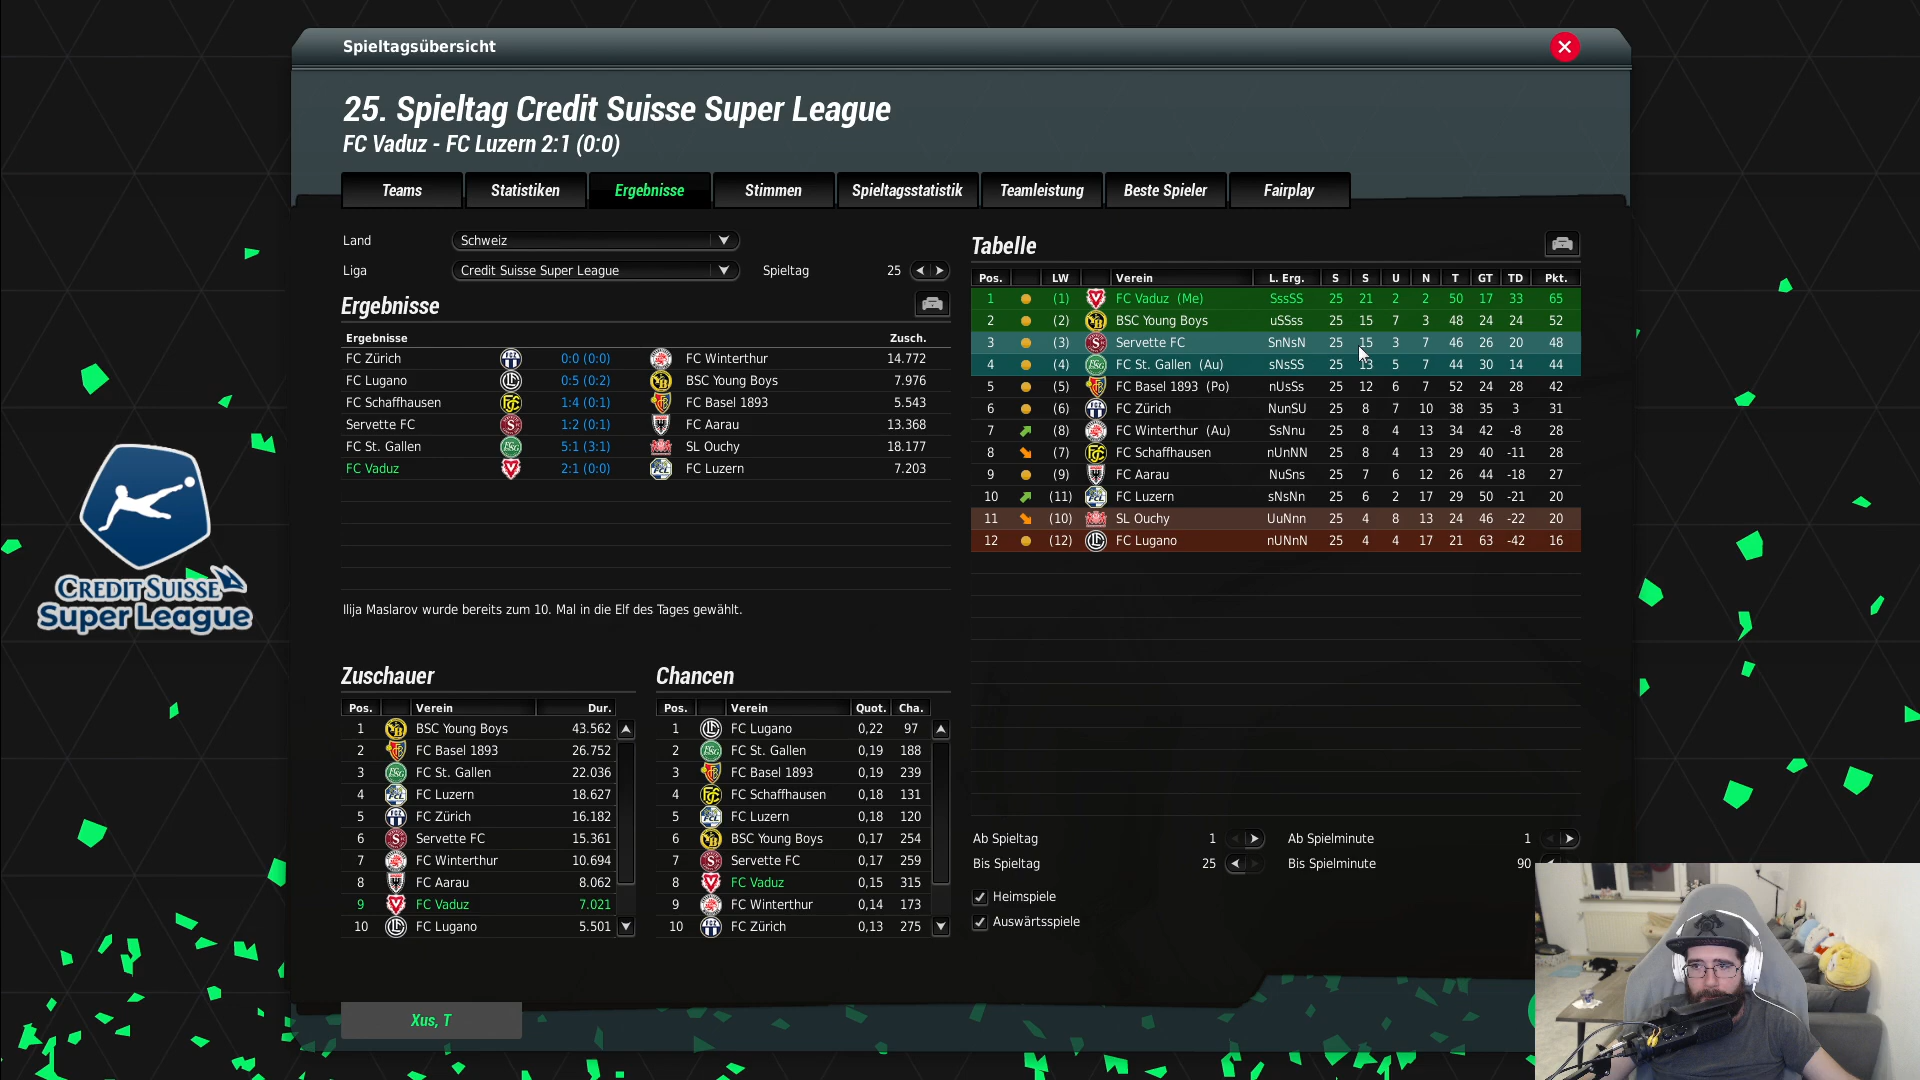 Spieltagsübersicht
25. Spieltag Credit Suisse Super League
FC Vaduz - FC Luzern 2:1 (0:0)
Teams Statistiken Ergebnisse Stimmen Spieltagsstatistik Teamleistung Beste Spieler Fairplay
Land Schweiz
Liga Credit Suisse Super League Spieltag 25
Ergebnisse
Ergebnisse Zusch.
FC Zürich 0:0 (0:0) FC Winterthur 14.772
FC Lugano 0:5 (0:2) BSC Young Boys 7.976
FC Schaffhausen 1:4 (0:1) FC Basel 1893 5.543
Servette FC 1:2 (0:1) FC Aarau 13.368
FC St. Gallen 5:1 (3:1) SL Ouchy 18.177
FC Vaduz 2:1 (0:0) FC Luzern 7.203
Ilija Maslarov wurde bereits zum 10. Mal in die Elf des Tages gewählt.
Tabelle
Pos. LW Verein L. Erg. S S U N T GT TD Pkt.
1 (1) FC Vaduz (Me) SssSS 25 21 2 2 50 17 33 65
2 (2) BSC Young Boys uSSss 25 15 7 3 48 24 24 52
3 (3) Servette FC SnNsN 25 15 3 7 46 26 20 48
4 (4) FC St. Gallen (Au) sNsSS 25 13 5 7 44 30 14 44
5 (5) FC Basel 1893 (Po) nUsSs 25 12 6 7 52 24 28 42
6 (6) FC Zürich NunSU 25 8 7 10 38 35 3 31
7 (8) FC Winterthur (Au) SsNnu 25 8 4 13 34 42 -8 28
8 (7) FC Schaffhausen nUnNN 25 8 4 13 29 40 -11 28
9 (9) FC Aarau NuSns 25 7 6 12 26 44 -18 27
10 (11) FC Luzern sNsNn 25 6 2 17 29 50 -21 20
11 (10) SL Ouchy UuNnn 25 4 8 13 24 46 -22 20
12 (12) FC Lugano nUNnN 25 4 4 17 21 63 -42 16
CREDIT SUISSE
Super League
Zuschauer
Pos. Verein Dur.
1 BSC Young Boys 43.562
2 FC Basel 1893 26.752
3 FC St. Gallen 22.036
4 FC Luzern 18.627
5 FC Zürich 16.182
6 Servette FC 15.361
7 FC Winterthur 10.694
8 FC Aarau 8.062
9 FC Vaduz 7.021
10 FC Lugano 5.501
Chancen
Pos. Verein Quot. Cha.
1 FC Lugano 0,22 97
2 FC St. Gallen 0,19 188
3 FC Basel 1893 0,19 239
4 FC Schaffhausen 0,18 131
5 FC Luzern 0,18 120
6 BSC Young Boys 0,17 254
7 Servette FC 0,17 259
8 FC Vaduz 0,15 315
9 FC Winterthur 0,14 173
10 FC Zürich 0,13 275
Ab Spieltag 1 Ab Spielminute 1
Bis Spieltag 25 Bis Spielminute 90
Heimspiele
Auswärtsspiele
Xus, T